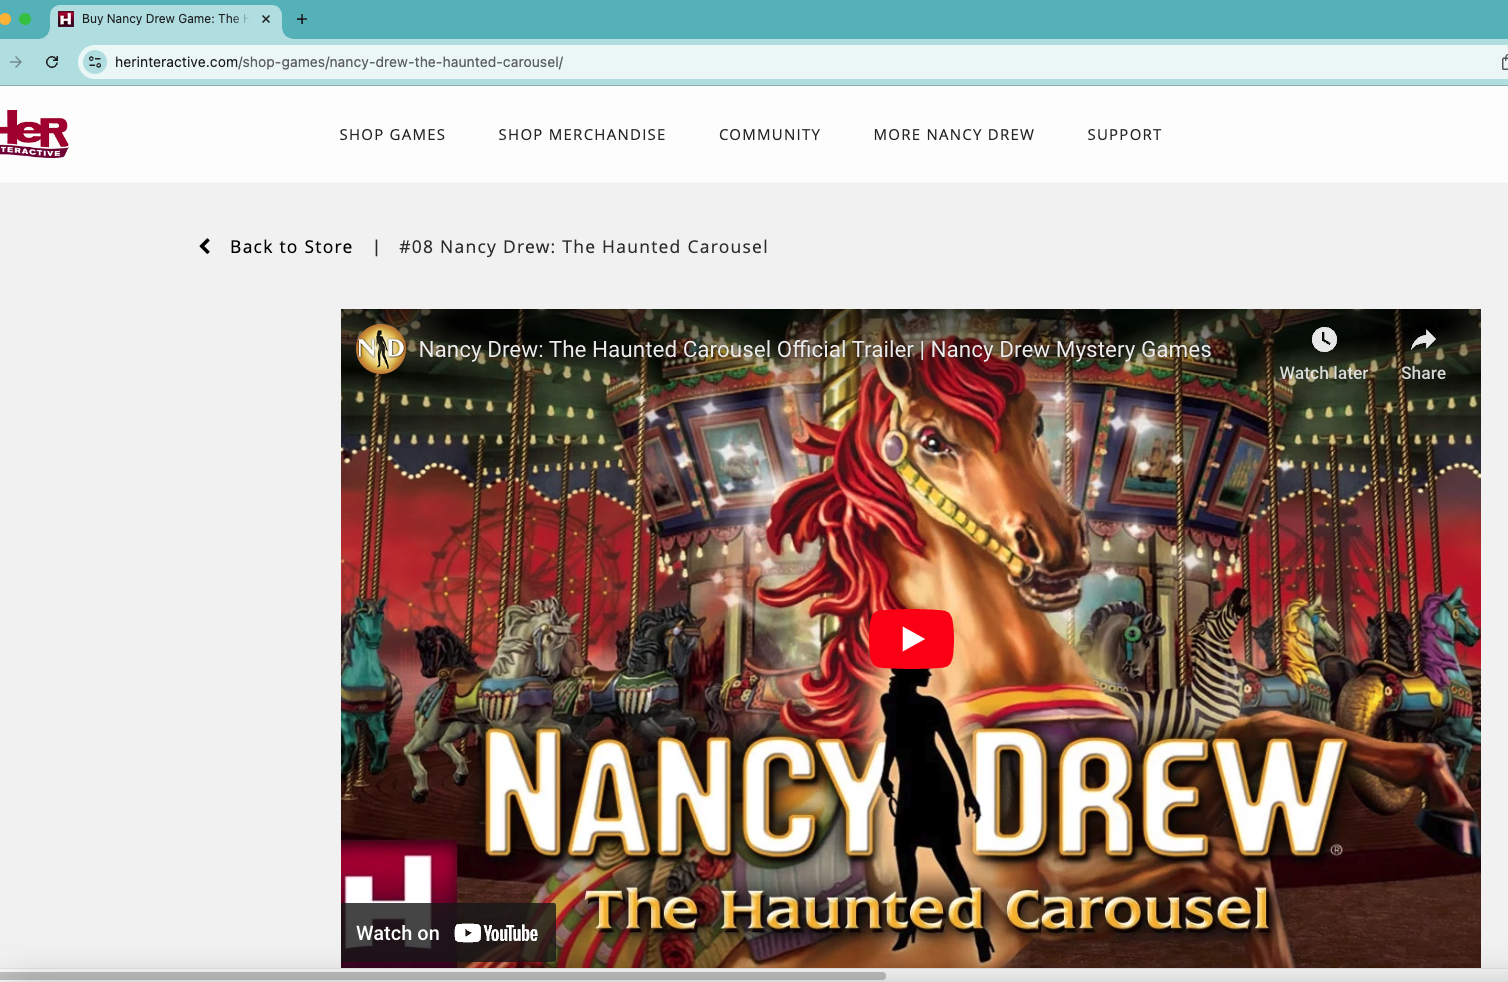 Buy Nancy Drew Game: The
herinteractive.com/shop-games/nancy-drew-the-haunted-carousel/
HeR
TERACTIVE
SHOP GAMES
SHOP MERCHANDISE
COMMUNITY
MORE NANCY DREW
SUPPORT
Back to Store | #08 Nancy Drew: The Haunted Carousel
ND
Nancy Drew: The Haunted Carousel Official Trailer | Nancy Drew Mystery Games
Watch later
Share
NANCY DREW®
The Haunted Carousel
H
Watch on YouTube